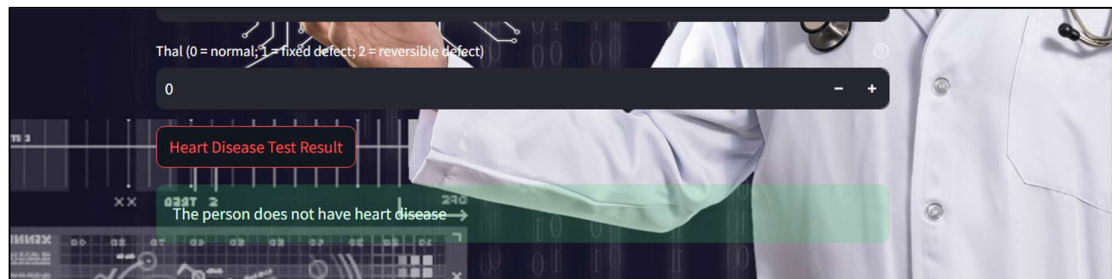 Thal (0 = normal; 1 = fixed defect; 2 = reversible defect)
0
Heart Disease Test Result
The person does not have heart disease